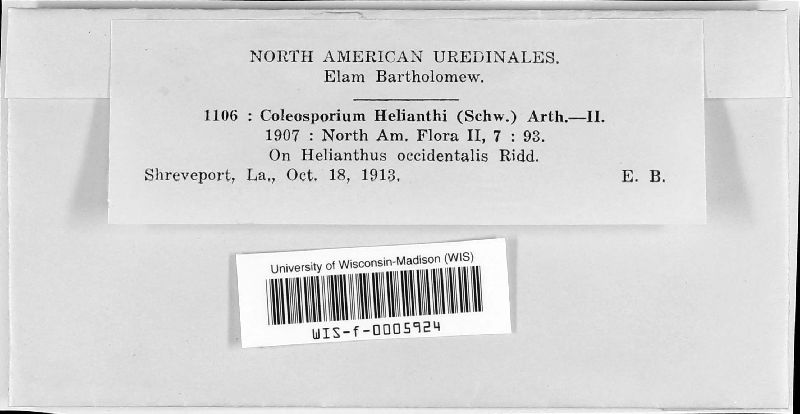 NORTH AMERICAN UREDINALES.
Elam Bartholomew.
1106 : Coleosporium Helianthi (Schw.) Arth.—II.
1907 : North Am. Flora II, 7 : 93.
On Helianthus occidentalis Ridd.
Shreveport, La., Oct. 18, 1913. E. B.
University of Wisconsin-Madison (WIS)
WIS-f-0005924